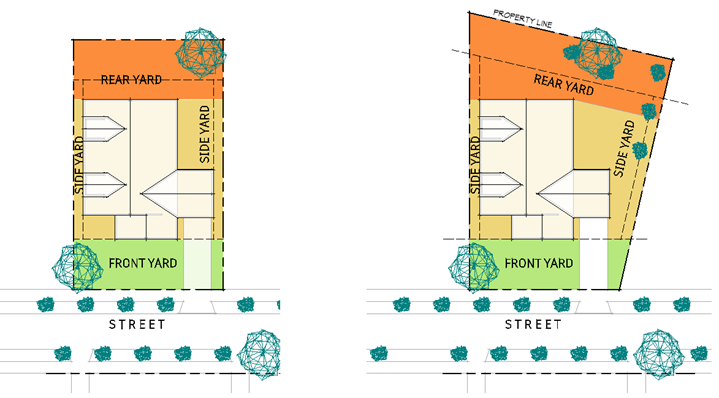 REAR YARD
SIDE YARD
SIDE YARD
FRONT YARD
STREET
PROPERTY LINE
REAR YARD
SIDE YARD
SIDE YARD
FRONT YARD
STREET